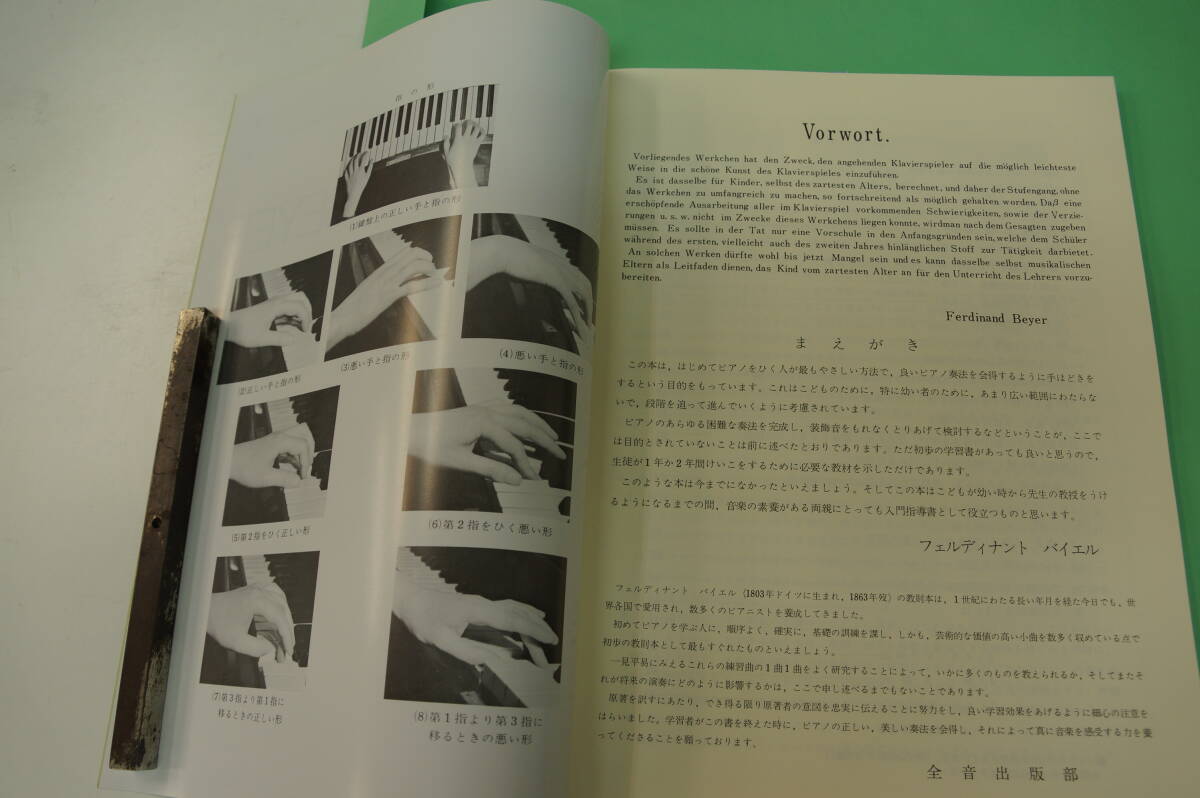 指の形
(1)鍵盤上の正しい手と指の形
(2)正しい手と指の形
(3)悪い手と指の形
(4)悪い手と指の形
(5)第2指をひく正しい形
(6)第2指をひく悪い形
(7)第3指より第1指に
移るときの正しい形
(8)第1指より第3指に
移るときの悪い形
Vorwort.
Vorliegendes Werkchen hat den Zweck, den angehenden Klavierspieler auf die möglich leichteste
Weise in die schöne Kunst des Klavierspieles einzuführen.
Es ist dasselbe für Kinder, selbst des zartesten Alters, berechnet, und daher der Stufengang, ohne
das Werkchen zu umfangreich zu machen, so fortschreitend als möglich gehalten worden. Daß eine
erschöpfende Ausarbeitung aller im Klavierspiel vorkommenden Schwierigkeiten, sowie der Verzie-
rungen u. s. w. nicht im Zwecke dieses Werkchens liegen konnte, wirdman nach dem Gesagten zugeben
müssen. Es sollte in der Tat nur eine Vorschule in den Anfangsgründen sein, welche dem Schüler
während des ersten, vielleicht auch des zweiten Jahres hinlänglichen Stoff zur Tätigkeit darbietet.
An solchen Werken dürfte wohl bis jetzt Mangel sein und es kann dasselbe selbst musikalischen
Eltern als Leitfaden dienen, das Kind vom zartesten Alter an für den Unterricht des Lehrers vorzu-
bereiten.
Ferdinand Beyer
まえがき
この本は，はじめてピアノをひく人が最もやさしい方法で，良いピアノ奏法を会得するように手ほどきを
するという目的をもっています。これはこどものために，特に幼い者のために，あまり広い範囲にわたらな
いで，段階を追って進んでいくように考慮されています。
ピアノのあらゆる困難な奏法を完成し，装飾音をもれなくとりあげて検討するなどということが，ここで
は目的とされていないことは前に述べたとおりであります。ただ初歩の学習書があっても良いと思うので，
生徒が1年か2年間けいこをするために必要な教材を示しただけであります。
このような本は今までになかったといえましょう。そしてこの本はこどもが幼い時から先生の教授をうけ
るようになるまでの間，音楽の素養がある両親にとっても入門指導書として役立つものと思います。
フェルディナント　バイエル
フェルディナント　バイエル（1803年ドイツに生まれ，1863年歿）の教則本は，1世紀にわたる長い年月を経た今日でも，世
界各国で愛用され，数多くのピアニストを養成してきました。
初めてピアノを学ぶ人に，順序よく，確実に，基礎の訓練を課し，しかも，芸術的な価値の高い小曲を数多く収めている点で
初歩の教則本として最もすぐれたものといえましょう。
一見平易にみえるこれらの練習曲の1曲1曲をよく研究することによって，いかに多くのものを教えられるか，そしてまたそ
れが将来の演奏にどのように影響するかは，ここで申し述べるまでもないことであります。
原著を訳すにあたり，でき得る限り原著者の意図を忠実に伝えることに努力をし，良い学習効果をあげるように細心の注意を
はらいました。学習者がこの書を終えた時に，ピアノの正しい，美しい奏法を会得し，それによって真に音楽を感受する力を養
ってくださることを願っております。
全音出版部